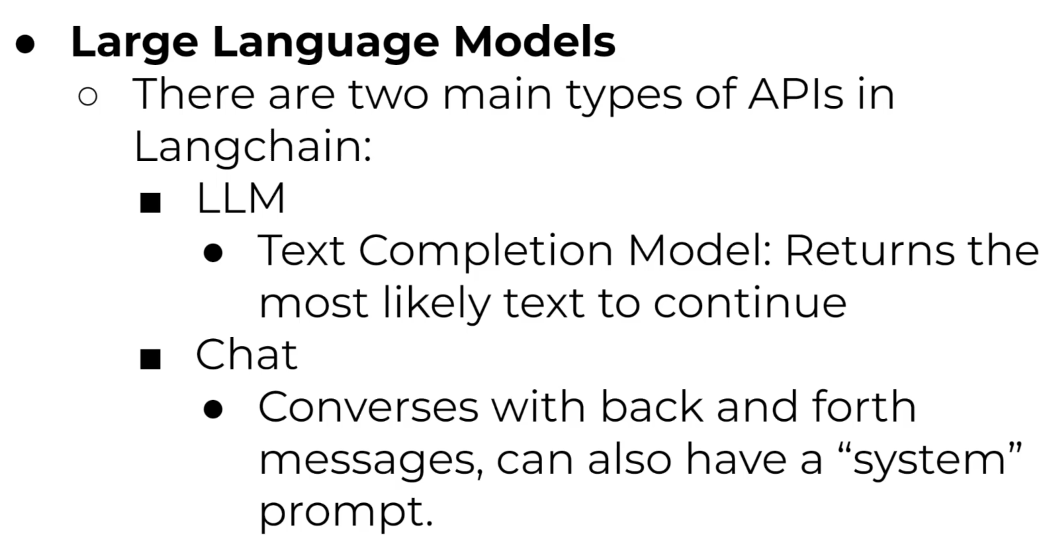 ● Large Language Models
○ There are two main types of APIs in
Langchain:
■ LLM
● Text Completion Model: Returns the
most likely text to continue
■ Chat
● Converses with back and forth
messages, can also have a “system”
prompt.